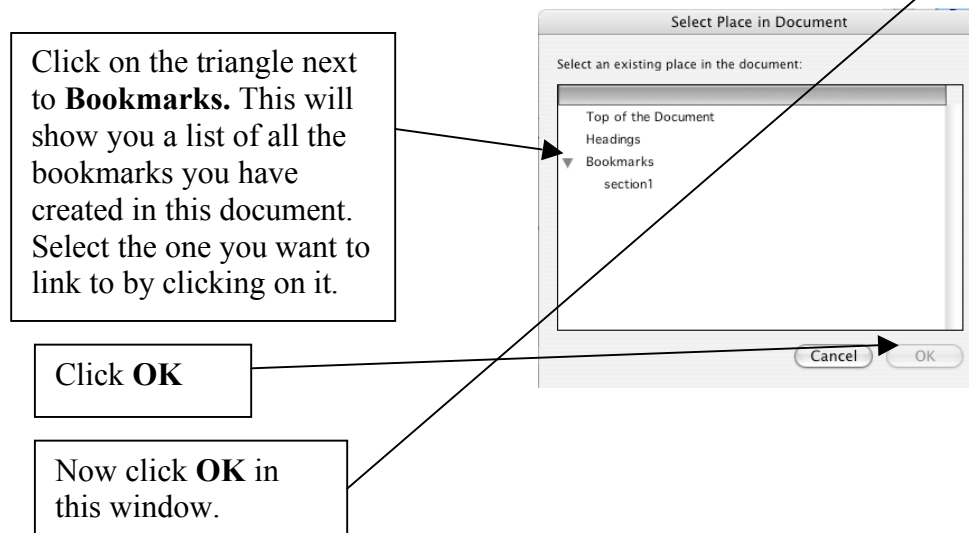 Select Place in Document
Select an existing place in the document:
Top of the Document
Headings
Bookmarks
section1
Cancel
OK
Click on the triangle next
to Bookmarks. This will
show you a list of all the
bookmarks you have
created in this document.
Select the one you want to
link to by clicking on it.
Click OK
Now click OK in
this window.